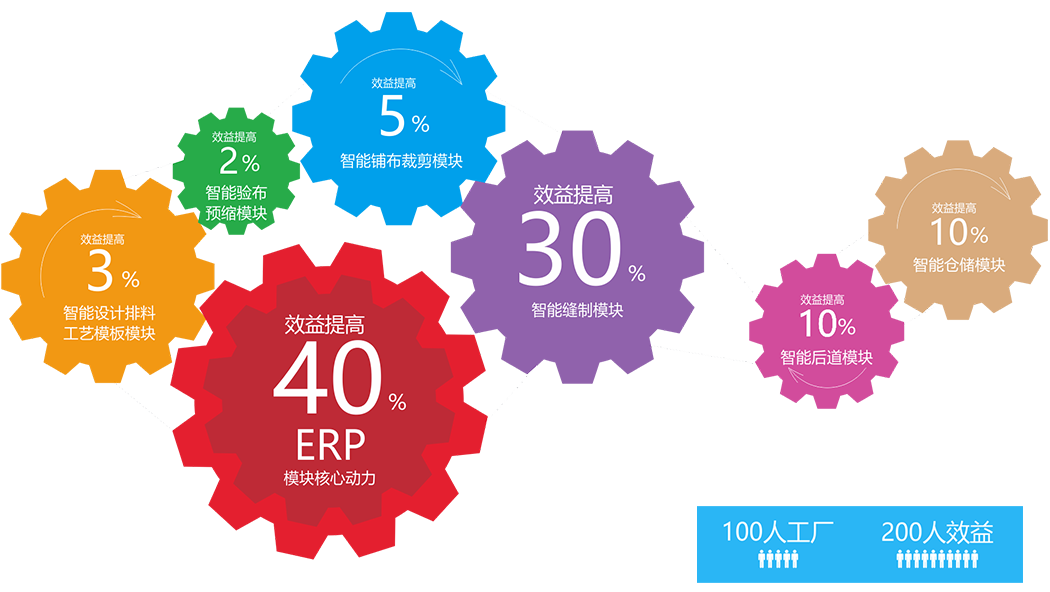 效益提高
5%
智能铺布裁剪模块
效益提高
2%
智能验布
预缩模块
效益提高
3%
智能设计排料
工艺模板模块
效益提高
40%
ERP
模块核心动力
效益提高
30%
智能缝制模块
效益提高
10%
智能后道模块
效益提高
10%
智能仓储模块
100人工厂
200人效益